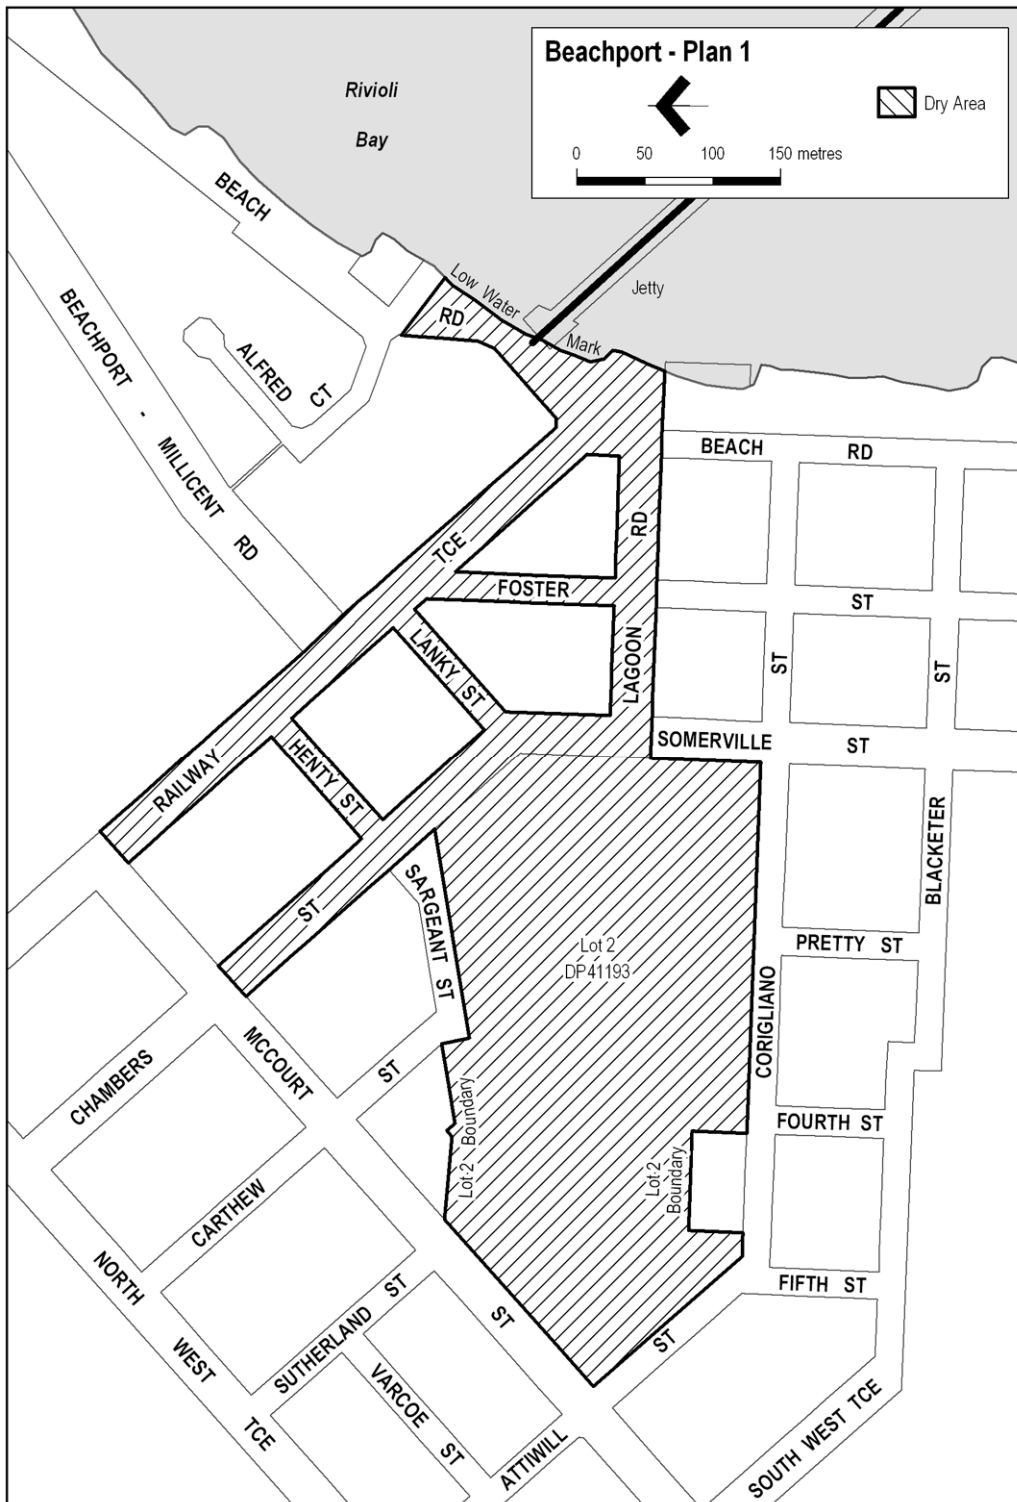 Beachport - Plan 1
Dry Area
0 50 100 150 metres
Rivioli
Bay
BEACH
RD
Low Water
Mark
Jetty
BEACHPORT - MILLICENT RD
ALFRED
CT
BEACH RD
TCE
RD
FOSTER
ST
LANKY ST
LAGOON
ST
ST
SOMERVILLE ST
RAILWAY
HENTY ST
BLACKETER
SARGEANT ST
ST
PRETTY ST
Lot 2
DP41193
CORIGLIANO
MCCOURT
ST
CHAMBERS
Lot 2
Boundary
FOURTH ST
Lot 2
Boundary
CARTHEW
NORTH WEST TCE
SUTHERLAND ST
ST
FIFTH ST
ST
VARCOE ST
ATTIWILL
SOUTH WEST TCE